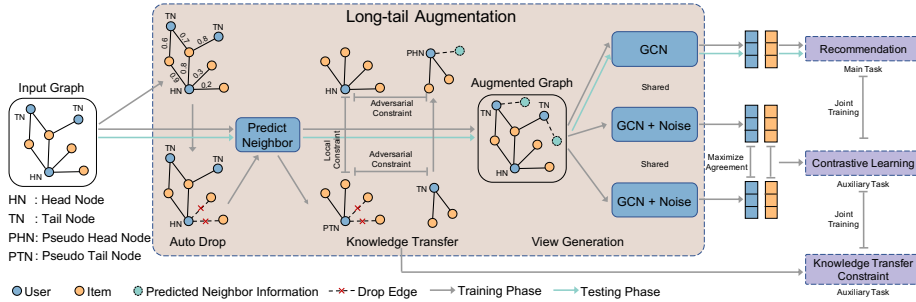 Long-tail Augmentation
Input Graph
TN
TN
HN
HN : Head Node
TN : Tail Node
PHN: Pseudo Head Node
PTN: Pseudo Tail Node
TN
TN
0.6
0.7
0.8
0.8
0.9
0.3
0.2
HN
TN
TN
HN
Auto Drop
Predict
Neighbor
HN
PHN
Adversarial
Constraint
Local
Constraint
Adversarial
Constraint
TN
PTN
Knowledge Transfer
Augmented Graph
TN
TN
HN
GCN
Shared
GCN + Noise
Shared
GCN + Noise
View Generation
Maximize
Agreement
Recommendation
Main Task
Joint
Training
Contrastive Learning
Auxiliary Task
Joint
Training
Knowledge Transfer
Constraint
Auxiliary Task
User
Item
Predicted Neighbor Information
Drop Edge
Training Phase
Testing Phase